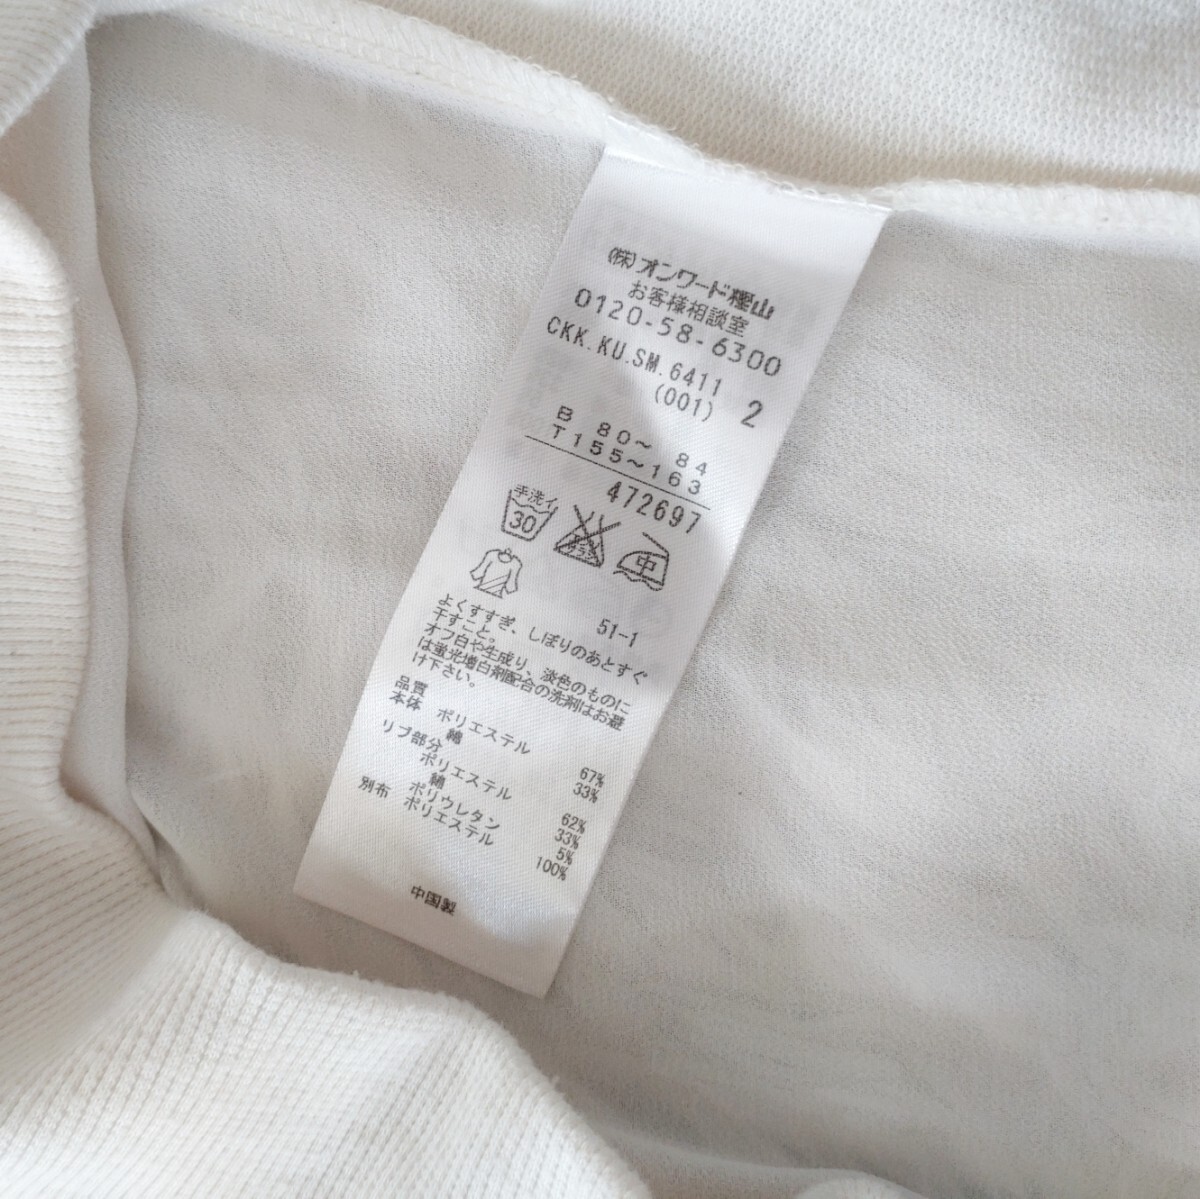 (株)オンワード樫山
お客様相談室
0120-58-6300
CKK.KU.SM.6411
(001) 2
B 80～ 84
T155～163
472697
手洗イ
30
中
51-1
よくすすぎ、しぼりのあとすぐ
干すこと。
オフ白や生成り、淡色のものに
は蛍光増白剤配合の洗剤はお避
け下さい。
品質
本体 ポリエステル 67%
綿 33%
リブ部分
ポリエステル 62%
綿 33%
ポリウレタン 5%
別布 ポリエステル 100%
中国製